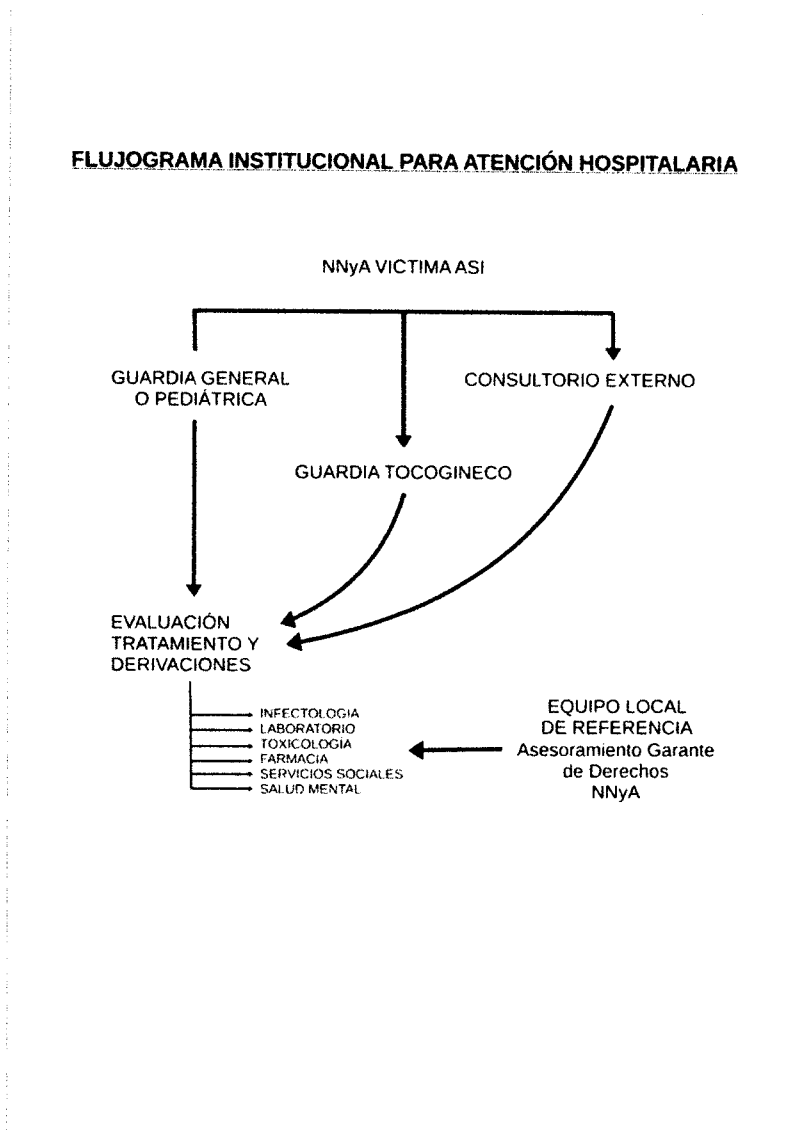 FLUJOGRAMA INSTITUCIONAL PARA ATENCIÓN HOSPITALARIA
NNyA VICTIMA ASI
GUARDIA GENERAL
O PEDIÁTRICA
CONSULTORIO EXTERNO
GUARDIA TOCOGINECO
EVALUACIÓN
TRATAMIENTO Y
DERIVACIONES
INFECTOLOGIA
LABORATORIO
TOXICOLOGÍA
FARMACIA
SERVICIOS SOCIALES
SALUD MENTAL
EQUIPO LOCAL
DE REFERENCIA
Asesoramiento Garante
de Derechos
NNyA